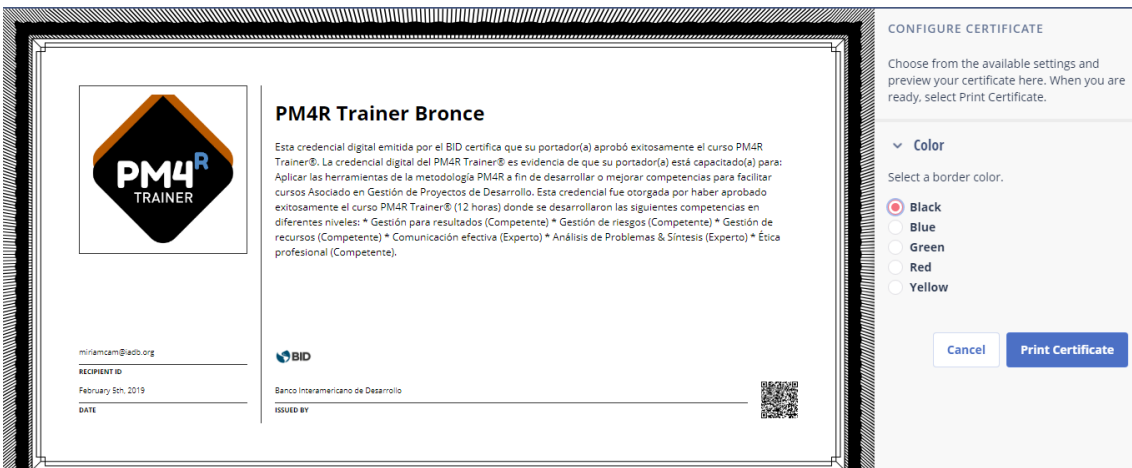 PM4R
TRAINER
PM4R Trainer Bronce
Esta credencial digital emitida por el BID certifica que su portador(a) aprobó exitosamente el curso PM4R
Trainer®. La credencial digital del PM4R Trainer® es evidencia de que su portador(a) está capacitado(a) para:
Aplicar las herramientas de la metodología PM4R a fin de desarrollar o mejorar competencias para facilitar
cursos Asociado en Gestión de Proyectos de Desarrollo. Esta credencial fue otorgada por haber aprobado
exitosamente el curso PM4R Trainer® (12 horas) donde se desarrollaron las siguientes competencias en
diferentes niveles: * Gestión para resultados (Competente) * Gestión de riesgos (Competente) * Gestión de
recursos (Competente) * Comunicación efectiva (Experto) * Análisis de Problemas & Síntesis (Experto) * Ética
profesional (Competente).
miriamcam@iadb.org
RECIPIENT ID
February 5th, 2019
DATE
BID
Banco Interamericano de Desarrollo
ISSUED BY
CONFIGURE CERTIFICATE
Choose from the available settings and
preview your certificate here. When you are
ready, select Print Certificate.
Color
Select a border color.
Black
Blue
Green
Red
Yellow
Cancel
Print Certificate